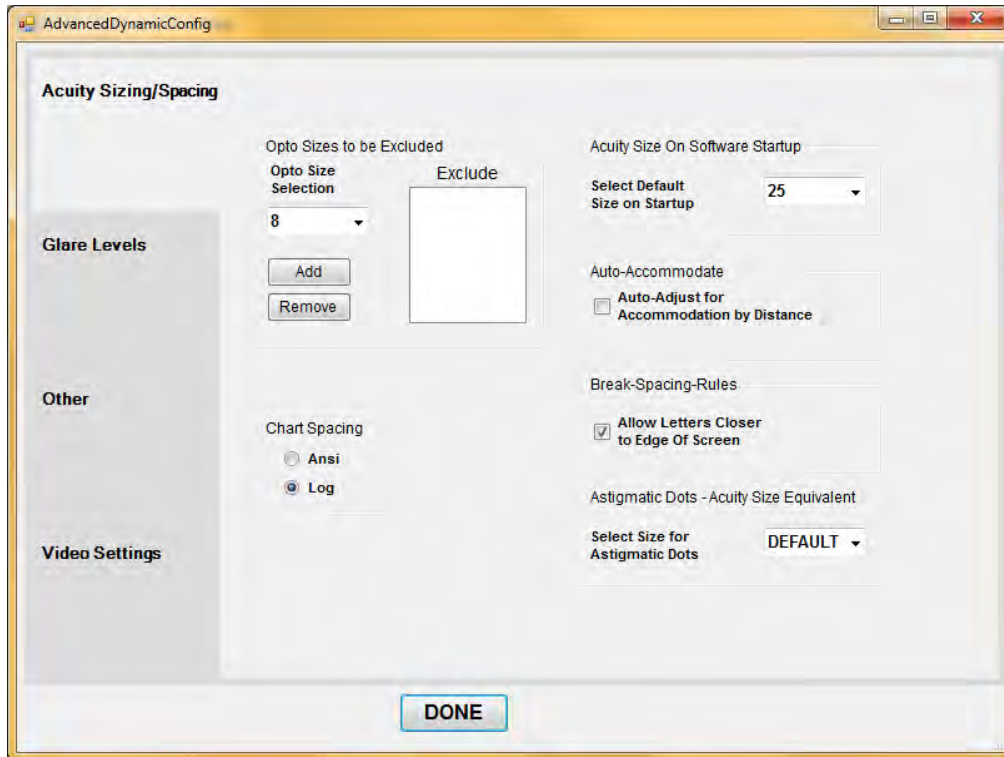 AdvancedDynamicConfig
Acuity Sizing/Spacing
Glare Levels
Other
Video Settings
Opto Sizes to be Excluded
Opto Size
Selection
8
Add
Remove
Exclude
Chart Spacing
Ansi
Log
Acuity Size On Software Startup
Select Default
Size on Startup
25
Auto-Accommodate
Auto-Adjust for
Accommodation by Distance
Break-Spacing-Rules
Allow Letters Closer
to Edge Of Screen
Astigmatic Dots - Acuity Size Equivalent
Select Size for
Astigmatic Dots
DEFAULT
DONE